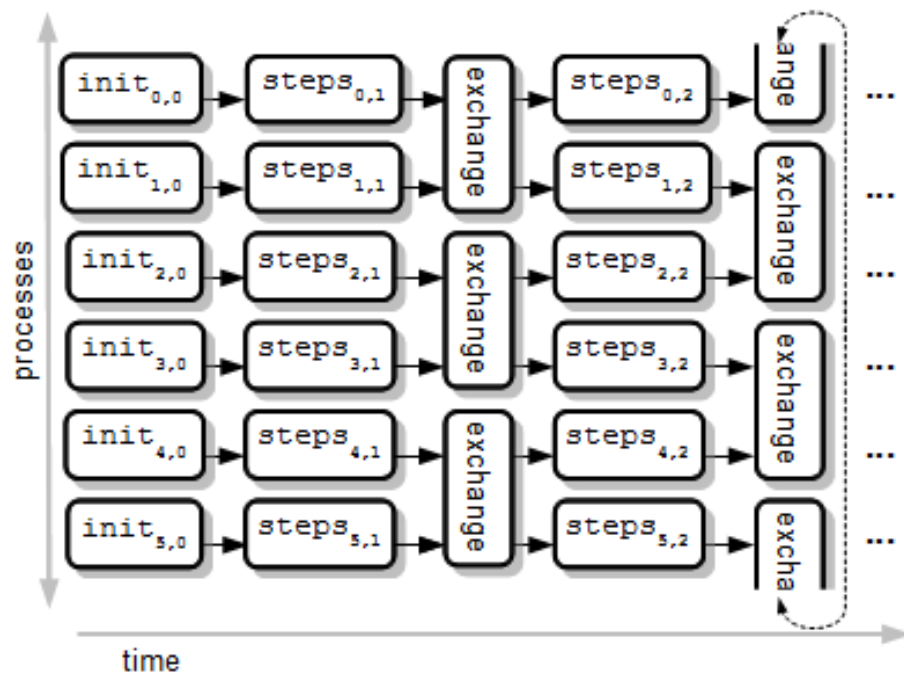 init0,0 steps0,1 exchange steps0,2 ange ...
init1,0 steps1,1 steps1,2 exchange ...
init2,0 steps2,1 exchange steps2,2 ...
init3,0 steps3,1 steps3,2 exchange ...
init4,0 steps4,1 exchange steps4,2 ...
init5,0 steps5,1 steps5,2 excha ...
processes
time